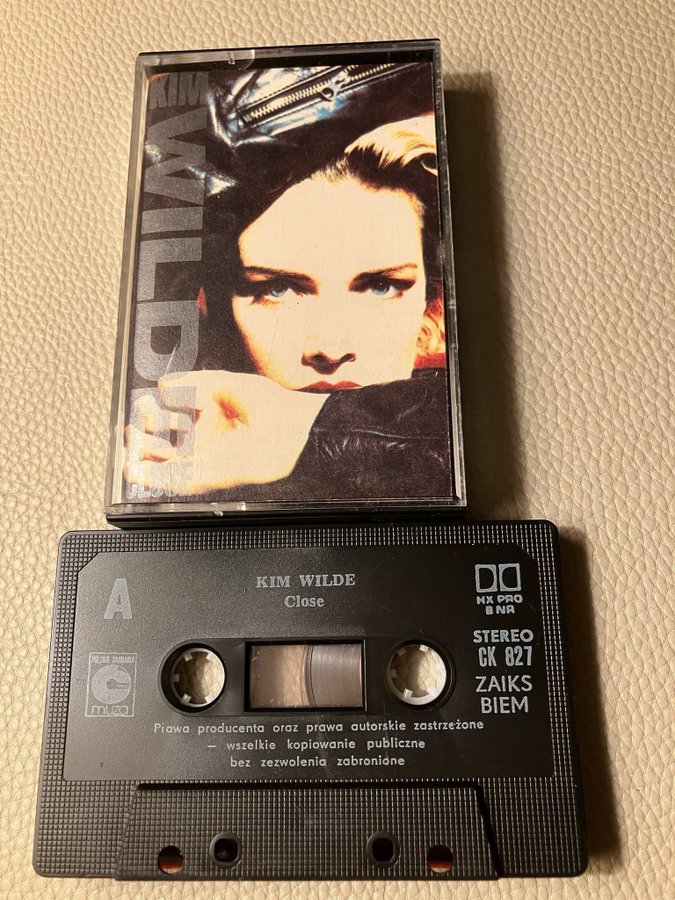 KIM
WILDE
CLOSE
A
KIM WILDE
Close
HX PRO
B NR
STEREO
CK 827
ZAIKS
BIEM
POLSKIE NAGRANIA
muza
Prawa producenta oraz prawa autorskie zastrzeżone
— wszelkie kopiowanie publiczne
bez zezwolenia zabronione